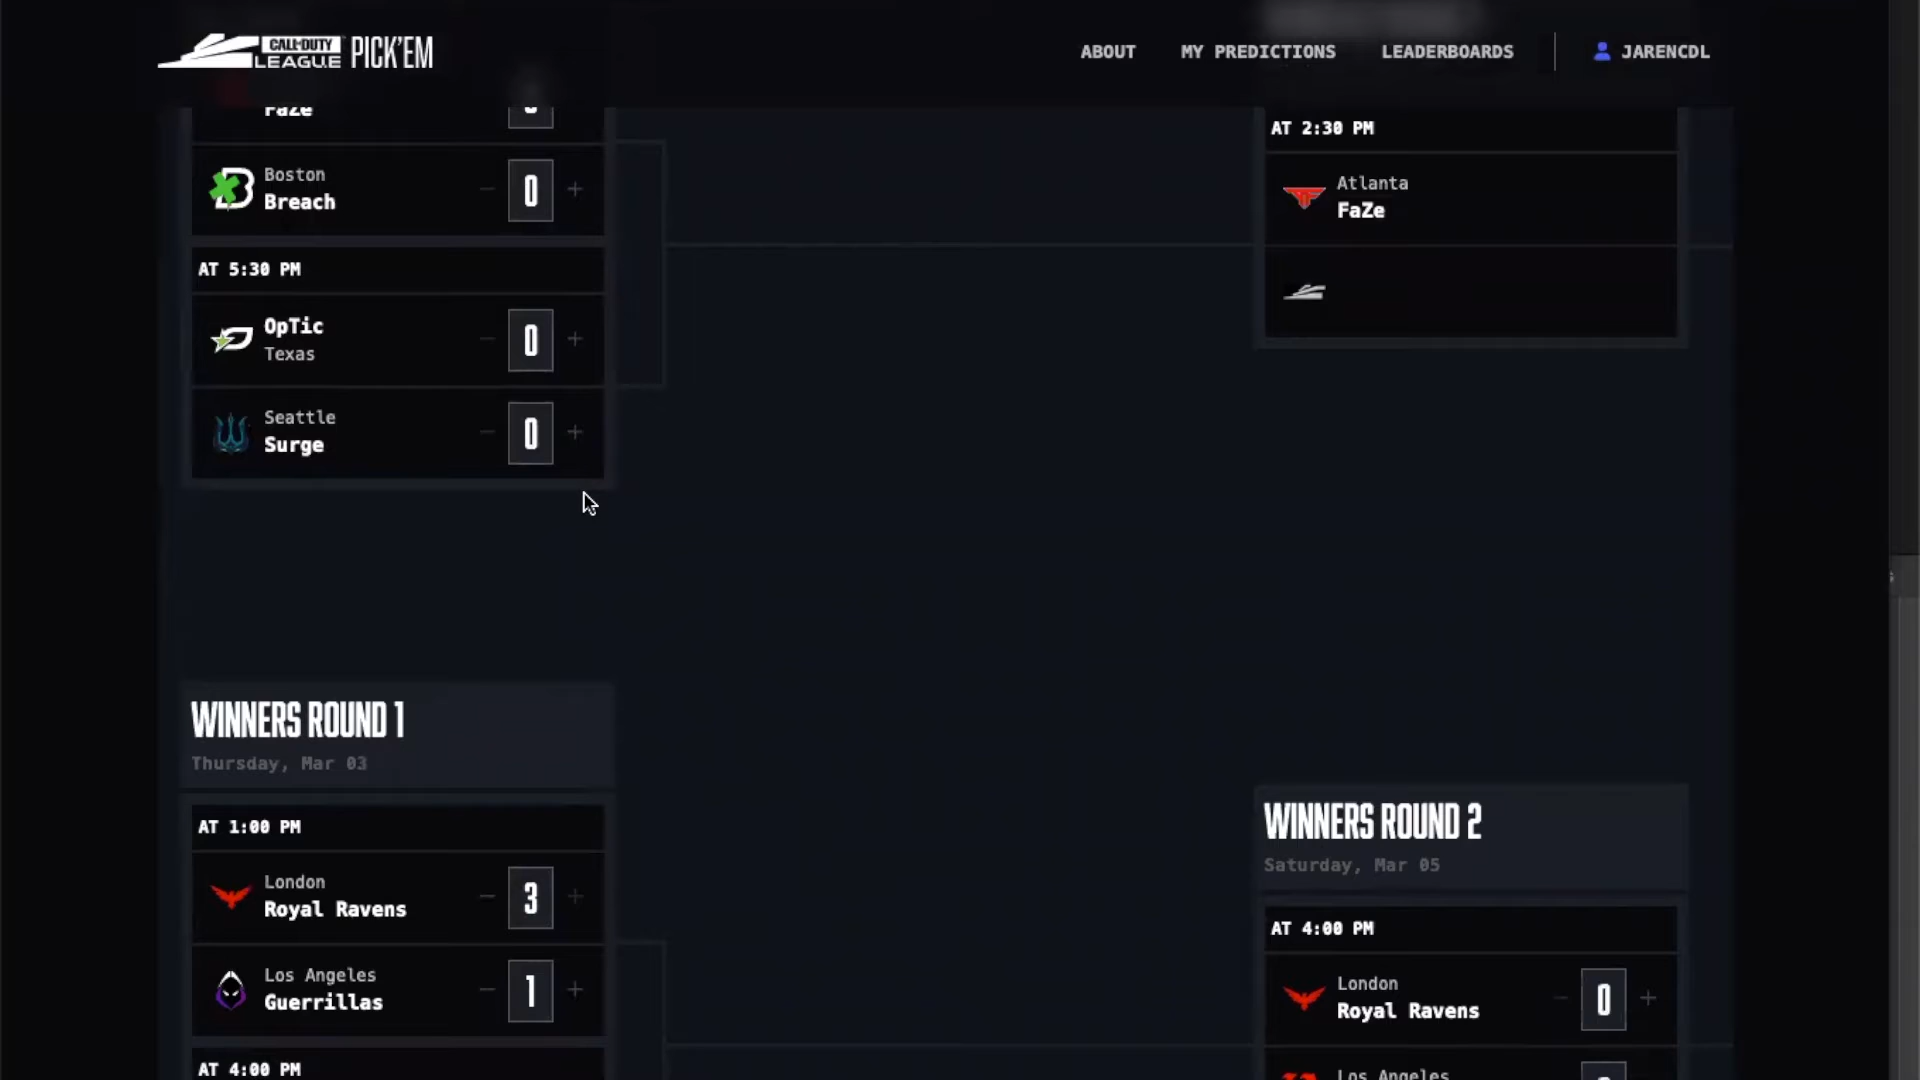 CALL OF DUTY
LEAGUE PICK'EM
ABOUT
MY PREDICTIONS
LEADERBOARDS
JARENCDL
FaZe
Boston
Breach
0
AT 5:30 PM
OpTic
Texas
0
Seattle
Surge
0
AT 2:30 PM
Atlanta
FaZe
WINNERS ROUND 1
Thursday, Mar 03
AT 1:00 PM
London
Royal Ravens
3
Los Angeles
Guerrillas
1
AT 4:00 PM
WINNERS ROUND 2
Saturday, Mar 05
AT 4:00 PM
London
Royal Ravens
0
Los Angeles